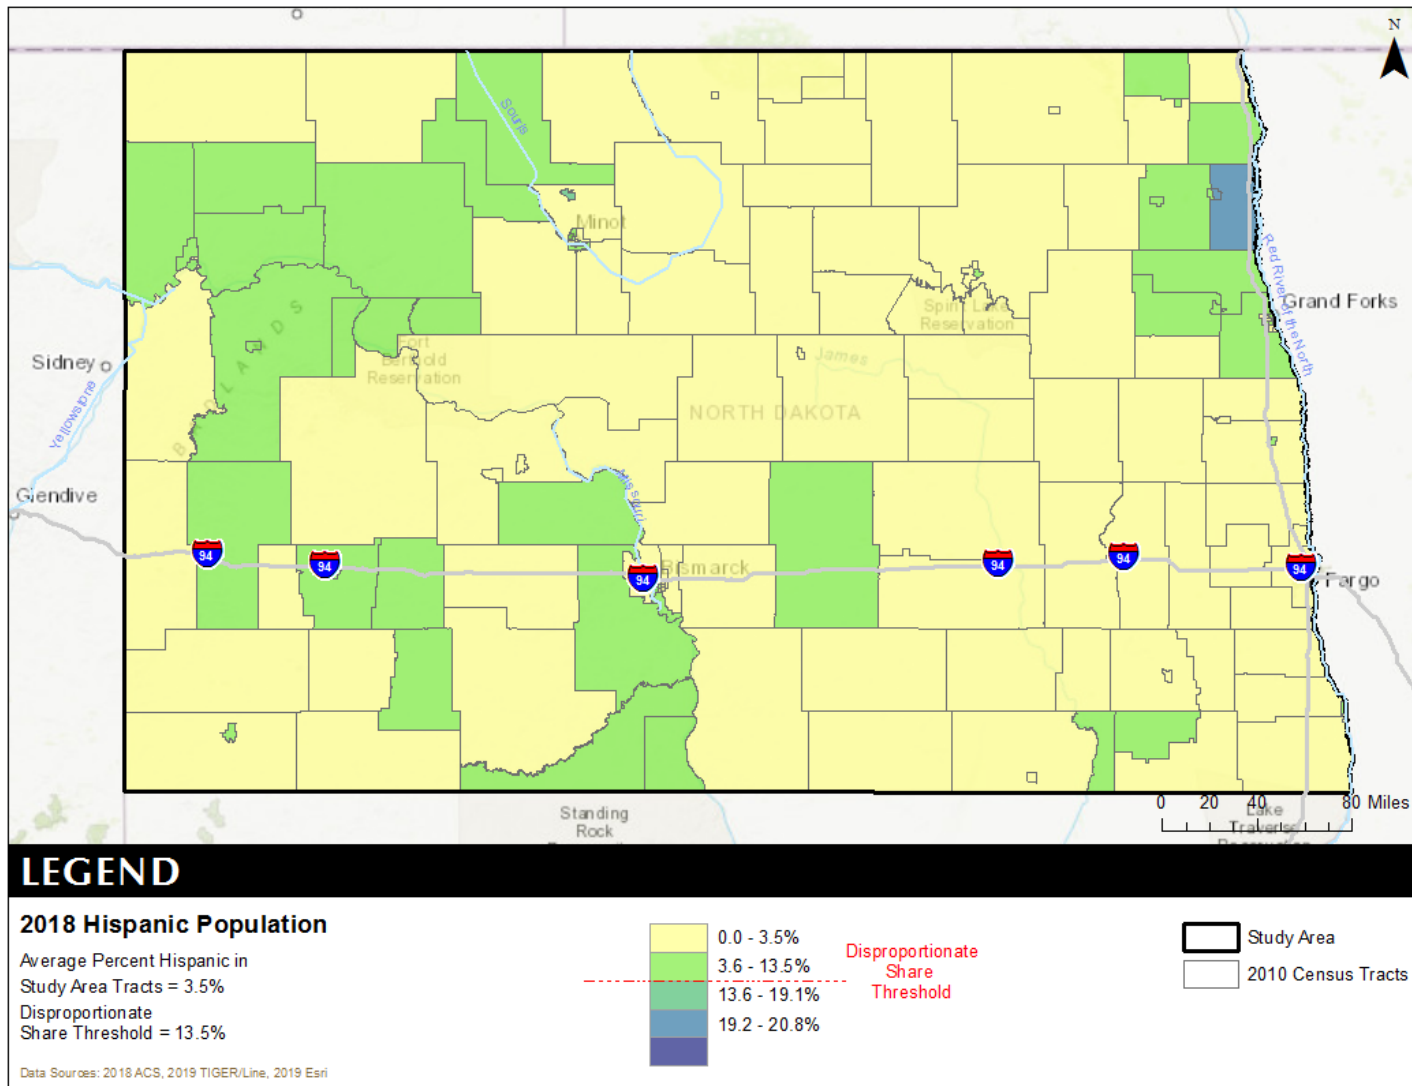 N
Souris
Minot
Red River of the North
Grand Forks
Spirit Lake
Reservation
BADLANDS
Fort
Berthold
Reservation
Sidney
James
Yellowstone
NORTH DAKOTA
Glendive
Missouri
94
94
94
94
94
94
Bismarck
Fargo
0 20 40 80 Miles
Standing
Rock
Lake
Traverse
Reservation
LEGEND
2018 Hispanic Population
Average Percent Hispanic in
Study Area Tracts = 3.5%
Disproportionate
Share Threshold = 13.5%
Data Sources: 2018 ACS, 2019 TIGER/Line, 2019 Esri
0.0 - 3.5%
3.6 - 13.5%
13.6 - 19.1%
19.2 - 20.8%
Disproportionate
Share
Threshold
Study Area
2010 Census Tracts